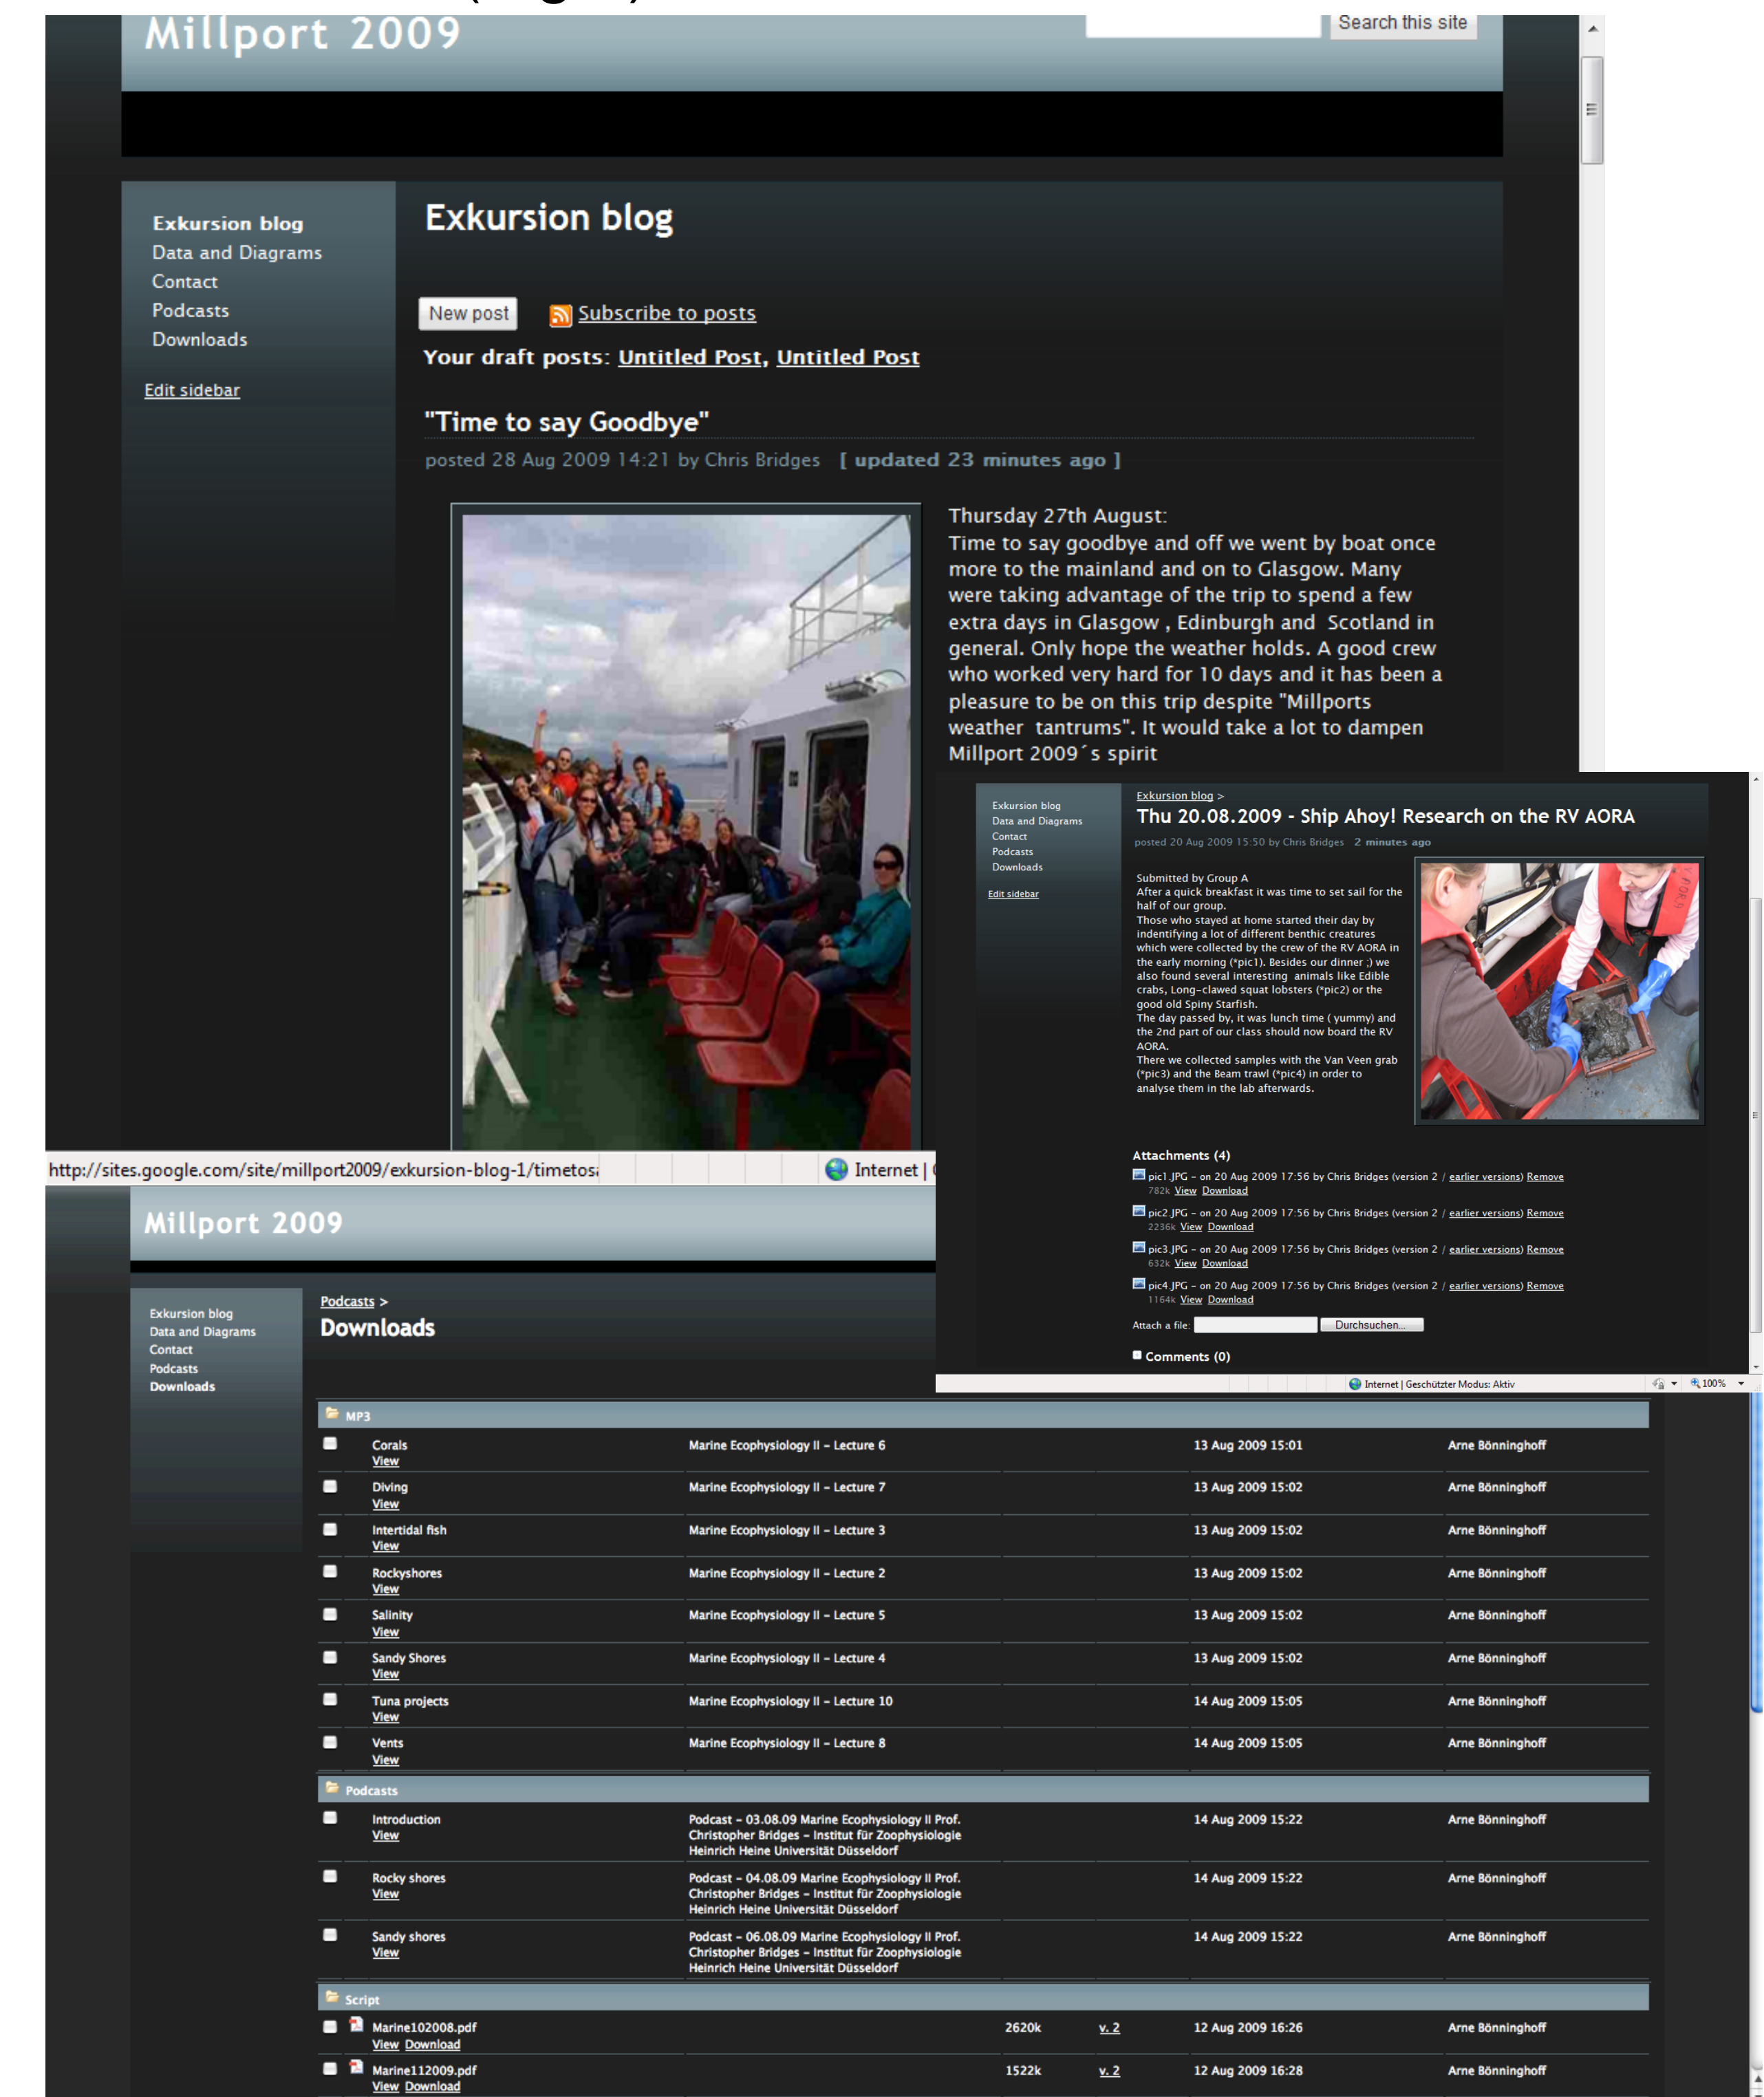 Millport 2009
Search this site
Exkursion blog
Data and Diagrams
Contact
Podcasts
Downloads
Edit sidebar
Exkursion blog
New post
Subscribe to posts
Your draft posts: Untitled Post, Untitled Post
"Time to say Goodbye"
posted 28 Aug 2009 14:21 by Chris Bridges [ updated 23 minutes ago ]
Thursday 27th August:
Time to say goodbye and off we went by boat once
more to the mainland and on to Glasgow. Many
were taking advantage of the trip to spend a few
extra days in Glasgow , Edinburgh and Scotland in
general. Only hope the weather holds. A good crew
who worked very hard for 10 days and it has been a
pleasure to be on this trip despite "Millports
weather tantrums". It would take a lot to dampen
Millport 2009´s spirit
http://sites.google.com/site/millport2009/exkursion-blog-1/timetosa
Internet |
Exkursion blog
Data and Diagrams
Contact
Podcasts
Downloads
Edit sidebar
Exkursion blog >
Thu 20.08.2009 - Ship Ahoy! Research on the RV AORA
posted 20 Aug 2009 15:50 by Chris Bridges 2 minutes ago
Submitted by Group A
After a quick breakfast it was time to set sail for the
half of our group.
Those who stayed at home started their day by
indentifying a lot of different benthic creatures
which were collected by the crew of the RV AORA in
the early morning (*pic1). Besides our dinner ;) we
also found several interesting animals like Edible
crabs, Long-clawed squat lobsters (*pic2) or the
good old Spiny Starfish.
The day passed by, it was lunch time ( yummy) and
the 2nd part of our class should now board the RV
AORA.
There we collected samples with the Van Veen grab
(*pic3) and the Beam trawl (*pic4) in order to
analyse them in the lab afterwards.
Attachments (4)
pic1.JPG - on 20 Aug 2009 17:56 by Chris Bridges (version 2 / earlier versions) Remove
782k View Download
pic2.JPG - on 20 Aug 2009 17:56 by Chris Bridges (version 2 / earlier versions) Remove
2236k View Download
pic3.JPG - on 20 Aug 2009 17:56 by Chris Bridges (version 2 / earlier versions) Remove
632k View Download
pic4.JPG - on 20 Aug 2009 17:56 by Chris Bridges (version 2 / earlier versions) Remove
1164k View Download
Attach a file:
Durchsuchen...
Comments (0)
Internet | Geschützter Modus: Aktiv
100%
Millport 2009
Exkursion blog
Data and Diagrams
Contact
Podcasts
Downloads
Podcasts >
Downloads
MP3
Corals Marine Ecophysiology II - Lecture 6 13 Aug 2009 15:01 Arne Bönninghoff
View
Diving Marine Ecophysiology II - Lecture 7 13 Aug 2009 15:02 Arne Bönninghoff
View
Intertidal fish Marine Ecophysiology II - Lecture 3 13 Aug 2009 15:02 Arne Bönninghoff
View
Rockyshores Marine Ecophysiology II - Lecture 2 13 Aug 2009 15:02 Arne Bönninghoff
View
Salinity Marine Ecophysiology II - Lecture 5 13 Aug 2009 15:02 Arne Bönninghoff
View
Sandy Shores Marine Ecophysiology II - Lecture 4 13 Aug 2009 15:02 Arne Bönninghoff
View
Tuna projects Marine Ecophysiology II - Lecture 10 14 Aug 2009 15:05 Arne Bönninghoff
View
Vents Marine Ecophysiology II - Lecture 8 14 Aug 2009 15:05 Arne Bönninghoff
View
Podcasts
Introduction Podcast - 03.08.09 Marine Ecophysiology II Prof. 14 Aug 2009 15:22 Arne Bönninghoff
View Christopher Bridges - Institut für Zoophysiologie
Heinrich Heine Universität Düsseldorf
Rocky shores Podcast - 04.08.09 Marine Ecophysiology II Prof. 14 Aug 2009 15:22 Arne Bönninghoff
View Christopher Bridges - Institut für Zoophysiologie
Heinrich Heine Universität Düsseldorf
Sandy shores Podcast - 06.08.09 Marine Ecophysiology II Prof. 14 Aug 2009 15:22 Arne Bönninghoff
View Christopher Bridges - Institut für Zoophysiologie
Heinrich Heine Universität Düsseldorf
Script
Marine102008.pdf 2620k v. 2 12 Aug 2009 16:26 Arne Bönninghoff
View Download
Marine112009.pdf 1522k v. 2 12 Aug 2009 16:28 Arne Bönninghoff
View Download